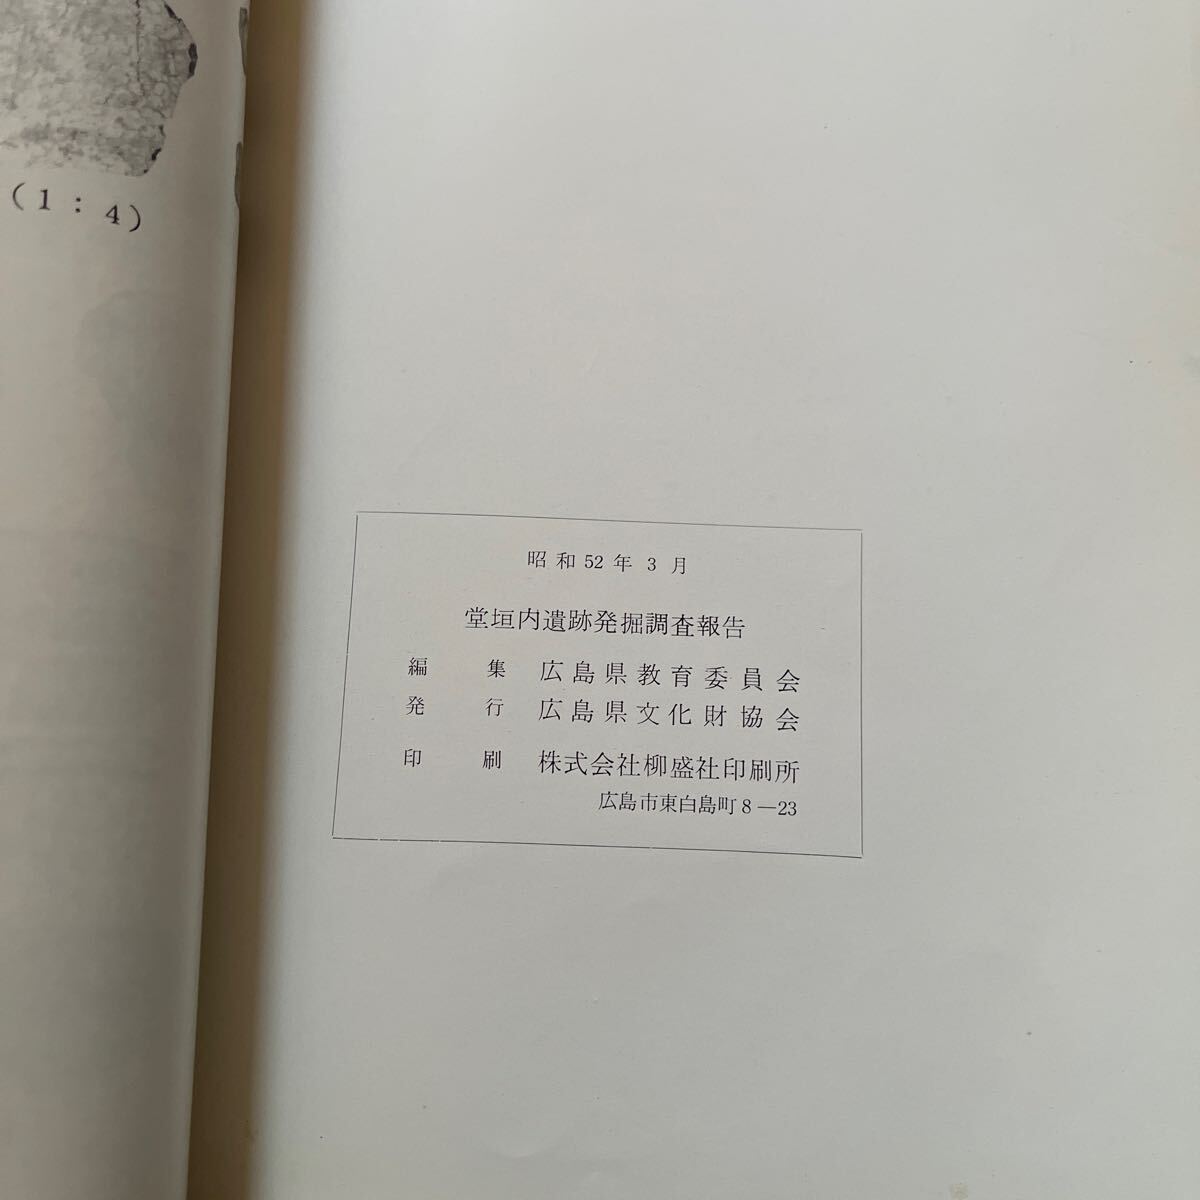 (1:4)
昭和52年3月
堂垣内遺跡発掘調査報告
編集 広島県教育委員会
発行 広島県文化財協会
印刷 株式会社柳盛社印刷所
広島市東白島町8—23